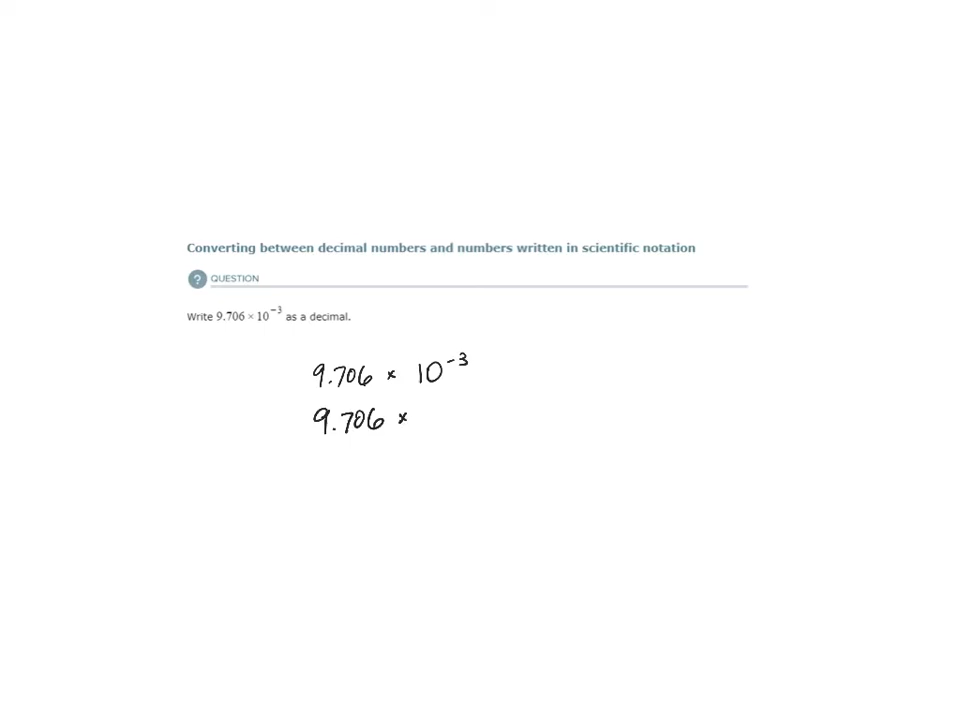 Converting between decimal numbers and numbers written in scientific notation
? QUESTION
Write 9.706 × 10⁻³ as a decimal.
9.706 × 10⁻³
9.706 ×